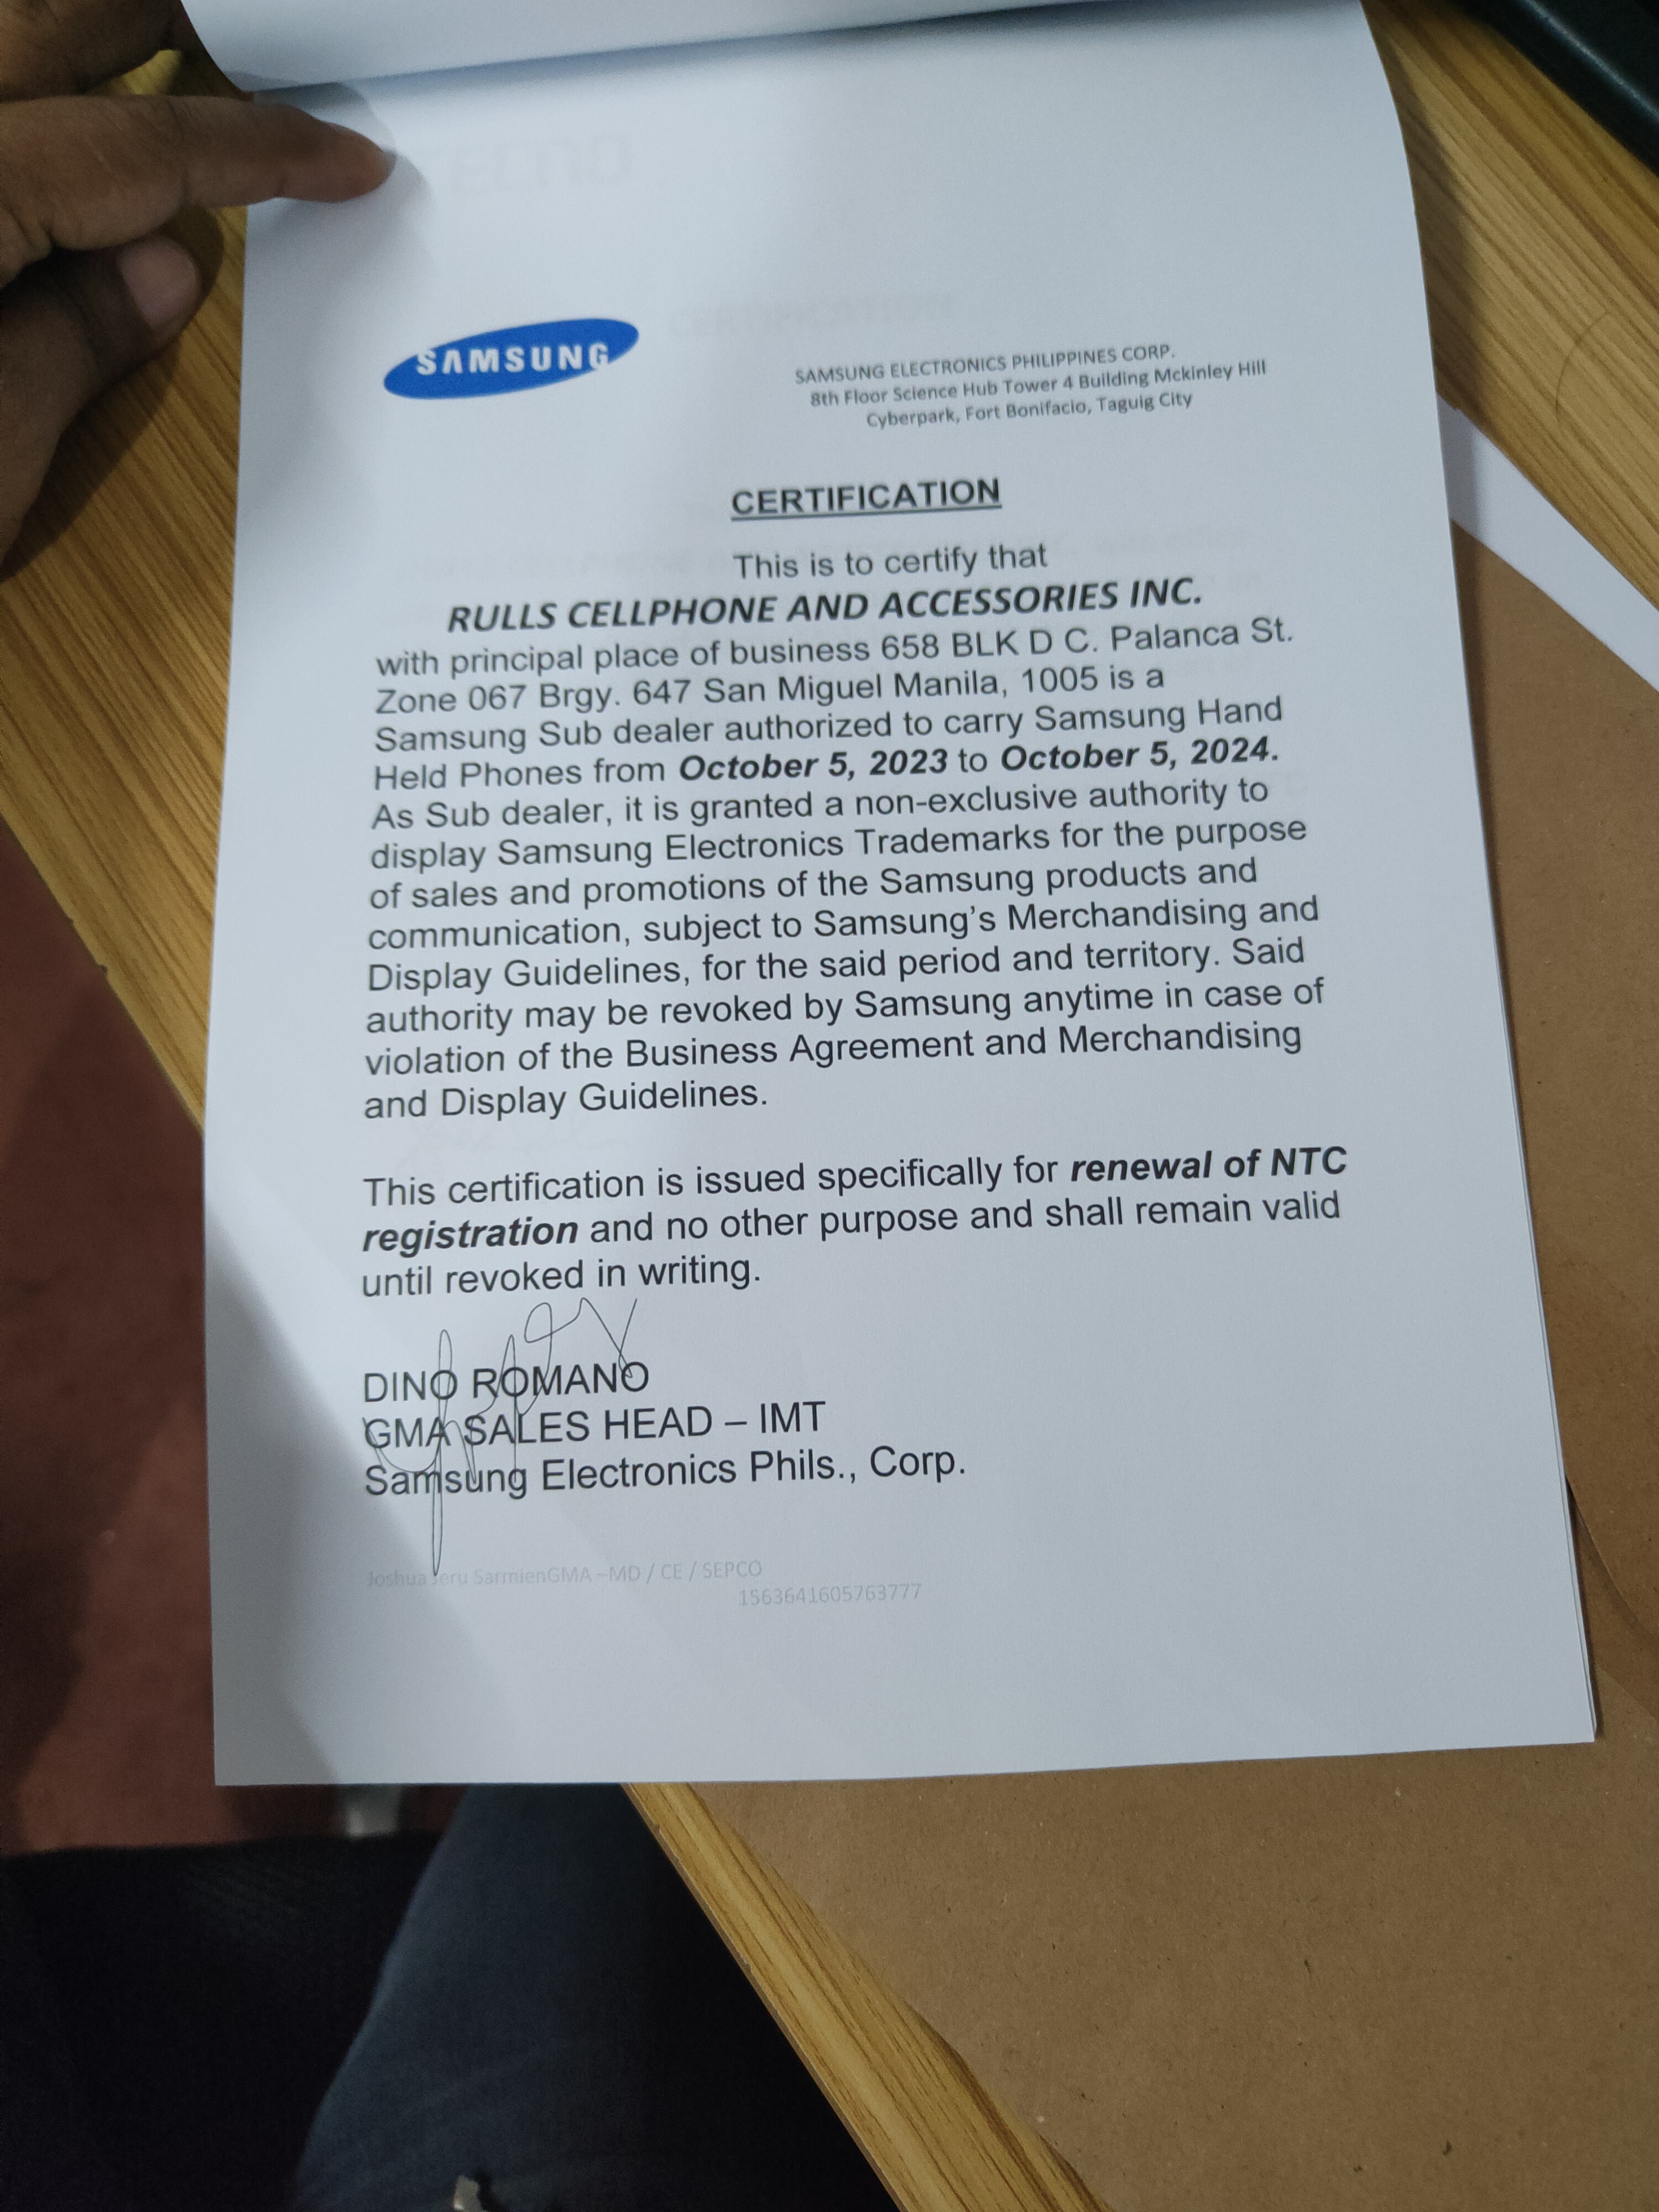 TECNO
CERTIFICATION
SAMSUNG
SAMSUNG ELECTRONICS PHILIPPINES CORP.
8th Floor Science Hub Tower 4 Building Mckinley Hill
Cyberpark, Fort Bonifacio, Taguig City
CERTIFICATION
This is to certify that
RULLS CELLPHONE AND ACCESSORIES INC.
with principal place of business 658 BLK D C. Palanca St.
Zone 067 Brgy. 647 San Miguel Manila, 1005 is a
Samsung Sub dealer authorized to carry Samsung Hand
Held Phones from October 5, 2023 to October 5, 2024.
As Sub dealer, it is granted a non-exclusive authority to
display Samsung Electronics Trademarks for the purpose
of sales and promotions of the Samsung products and
communication, subject to Samsung's Merchandising and
Display Guidelines, for the said period and territory. Said
authority may be revoked by Samsung anytime in case of
violation of the Business Agreement and Merchandising
and Display Guidelines.
This certification is issued specifically for renewal of NTC
registration and no other purpose and shall remain valid
until revoked in writing.
DINO ROMANO
GMA SALES HEAD – IMT
Samsung Electronics Phils., Corp.
Joshua Jeru SarmienGMA –MD / CE / SEPCO
1563641605763777